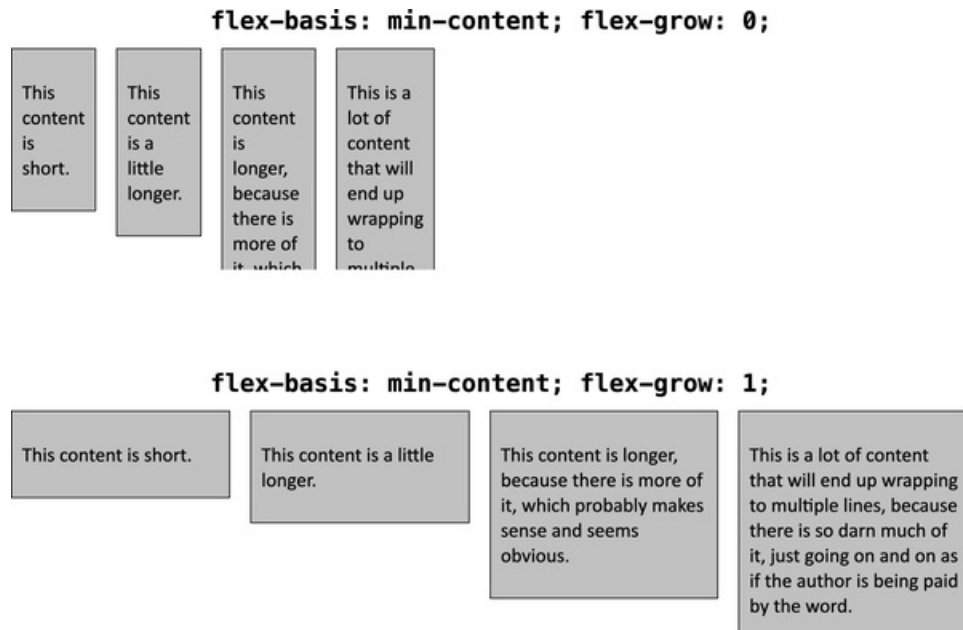 flex-basis: min-content; flex-grow: 0;
This
content
is
short.
This
content
is a
little
longer.
This
content
is
longer,
because
there is
more of
it, which
This is a
lot of
content
that will
end up
wrapping
to
multiple
flex-basis: min-content; flex-grow: 1;
This content is short.
This content is a little
longer.
This content is longer,
because there is more of
it, which probably makes
sense and seems
obvious.
This is a lot of content
that will end up wrapping
to multiple lines, because
there is so darn much of
it, just going on and on as
if the author is being paid
by the word.